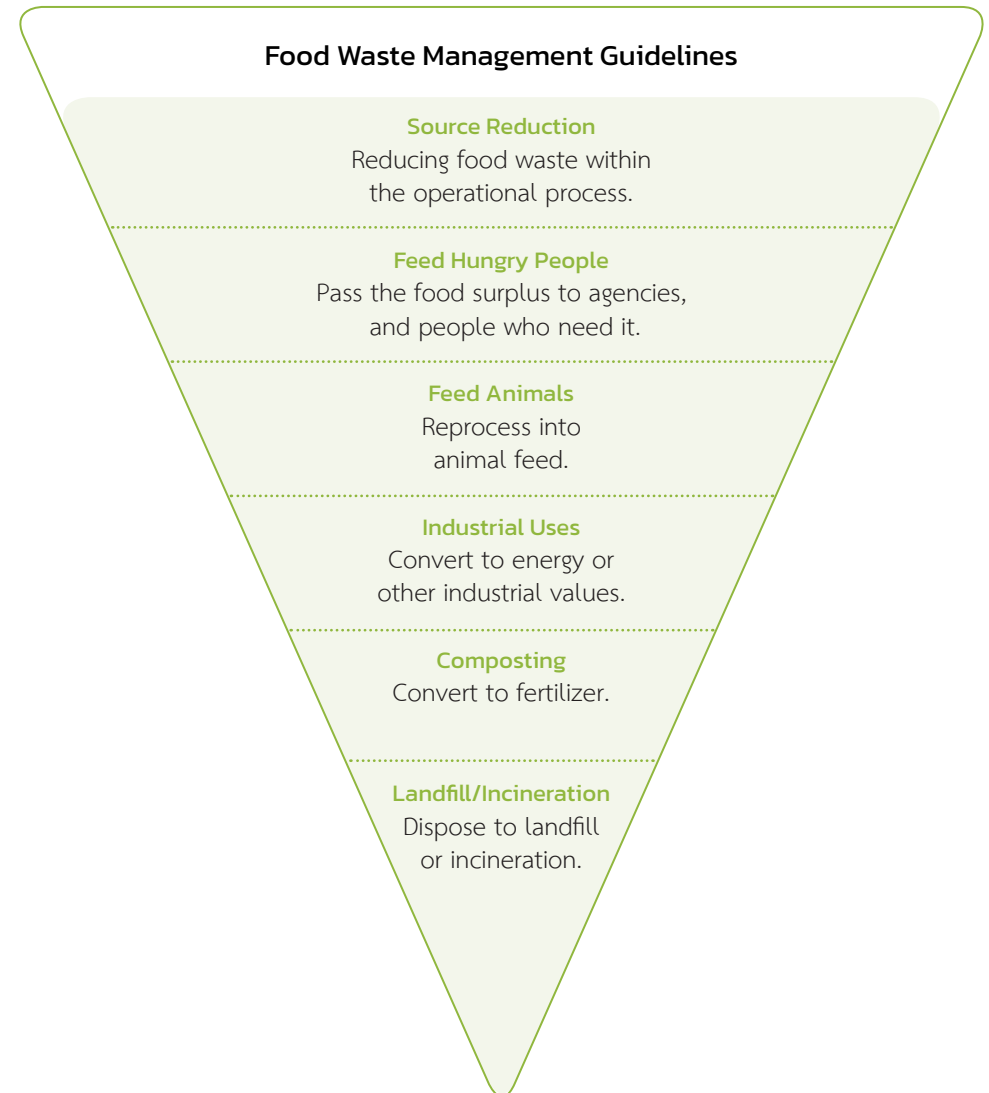 Food Waste Management Guidelines
Source Reduction
Reducing food waste within
the operational process.
Feed Hungry People
Pass the food surplus to agencies,
and people who need it.
Feed Animals
Reprocess into
animal feed.
Industrial Uses
Convert to energy or
other industrial values.
Composting
Convert to fertilizer.
Landfill/Incineration
Dispose to landfill
or incineration.